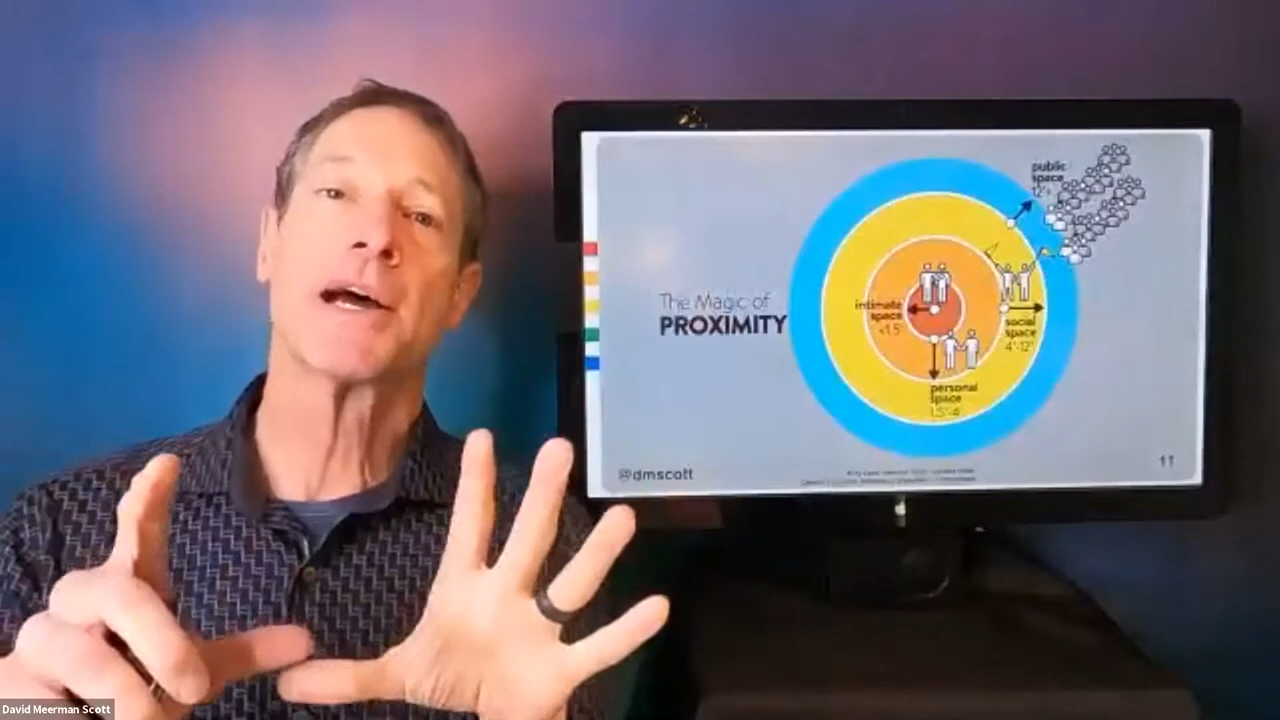 public
space
12'+
The Magic of
PROXIMITY
intimate
space
<1.5'
social
space
4'-12'
personal
space
1.5'-4'
@dmscott
11
David Meerman Scott